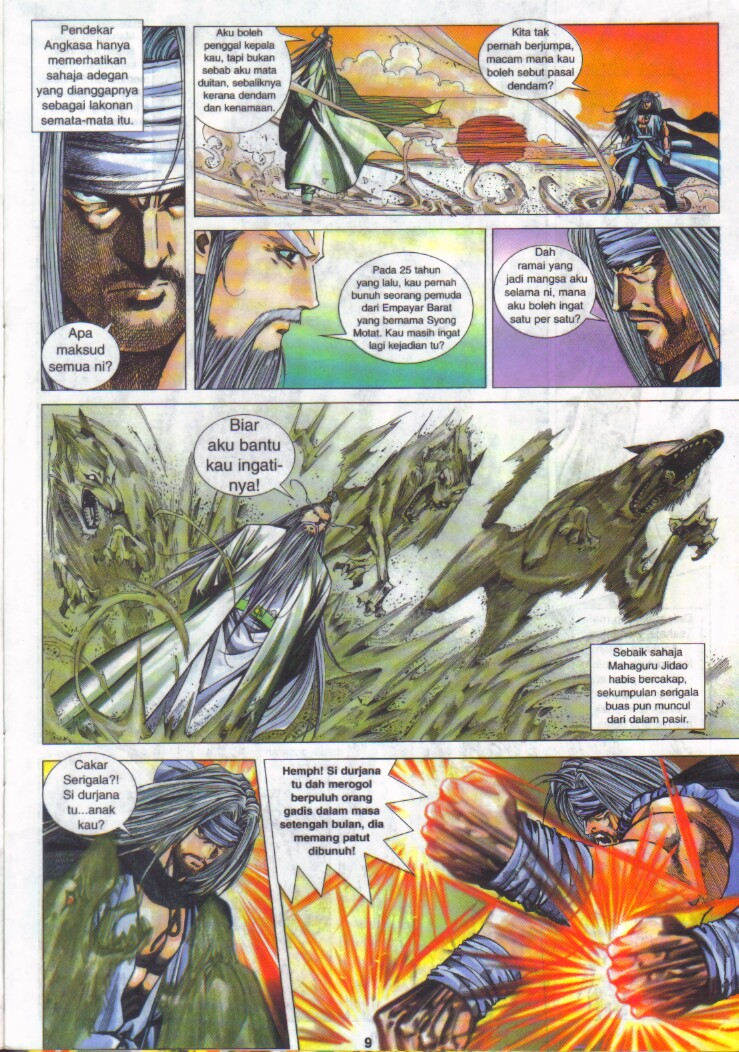 Pendekar
Angkasa hanya
memerhatikan
sahaja adegan
yang dianggapnya
sebagai lakonan
semata-mata itu.
Apa
maksud
semua ni?
Aku boleh
penggal kepala
kau, tapi bukan
sebab aku mata
duitan, sebaliknya
kerana dendam
dan kenamaan.
Kita tak
pernah berjumpa,
macam mana kau
boleh sebut pasal
dendam?
Pada 25 tahun
yang lalu, kau pernah
bunuh seorang pemuda
dari Empayar Barat
yang bernama Syong
Motat. Kau masih ingat
lagi kejadian tu?
Dah
ramai yang
jadi mangsa aku
selama ni, mana
aku boleh ingat
satu per satu?
Biar
aku bantu
kau ingati-
nya!
Sebaik sahaja
Mahaguru Jidao
habis bercakap,
sekumpulan serigala
buas pun muncul
dari dalam pasir.
Cakar
Serigala?!
Si durjana
tu...anak
kau?
Hemph! Si durjana
tu dah merogol
berpuluh orang
gadis dalam masa
setengah bulan, dia
memang patut
dibunuh!
9